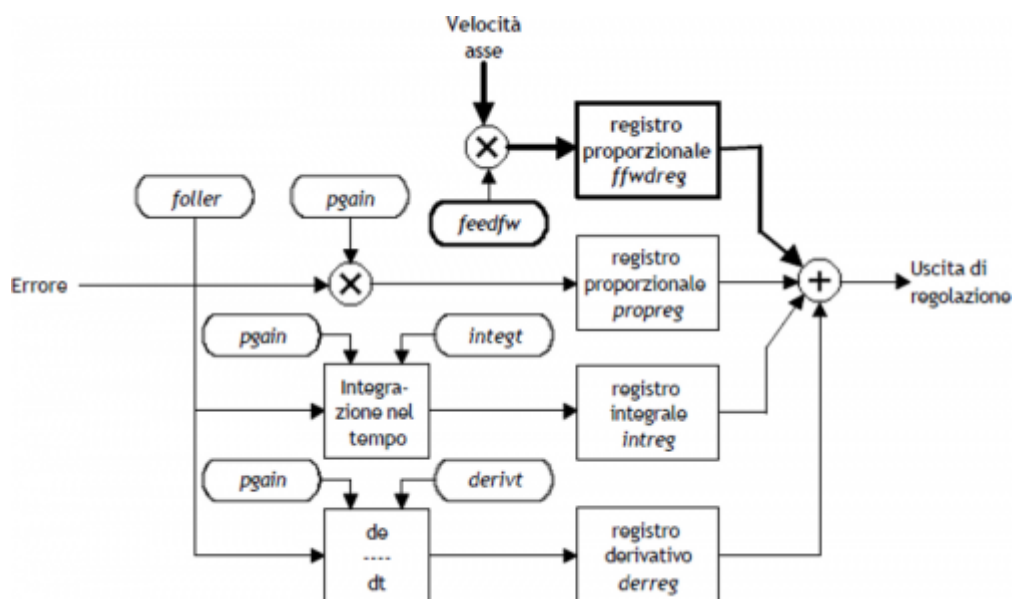 Velocità
asse
registro
proporzionale
ffwdreg
foller
pgain
feedfw
Errore
registro
proporzionale
propreg
Uscita di
regolazione
pgain
integt
Integra-
zione nel
tempo
registro
integrale
intreg
pgain
derivt
de
----
dt
registro
derivativo
derreg